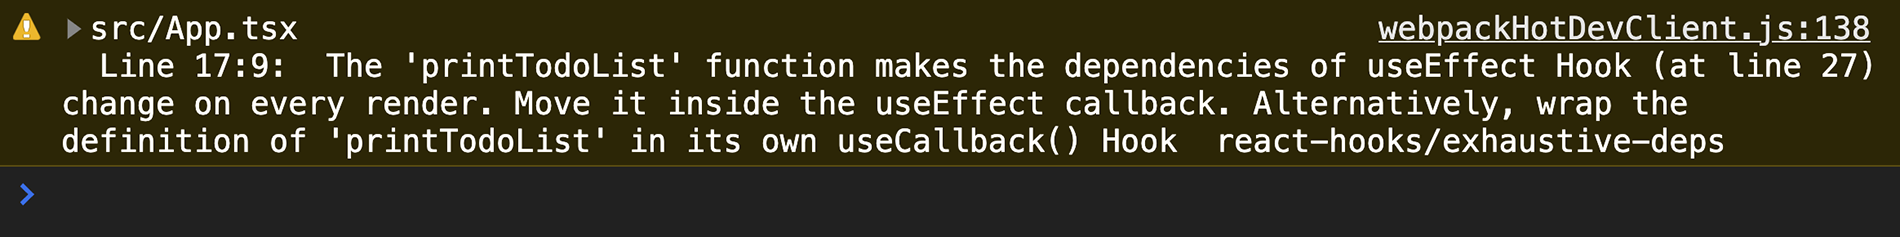 src/App.tsx webpackHotDevClient.js:138
Line 17:9:  The 'printTodoList' function makes the dependencies of useEffect Hook (at line 27)
change on every render. Move it inside the useEffect callback. Alternatively, wrap the
definition of 'printTodoList' in its own useCallback() Hook  react-hooks/exhaustive-deps